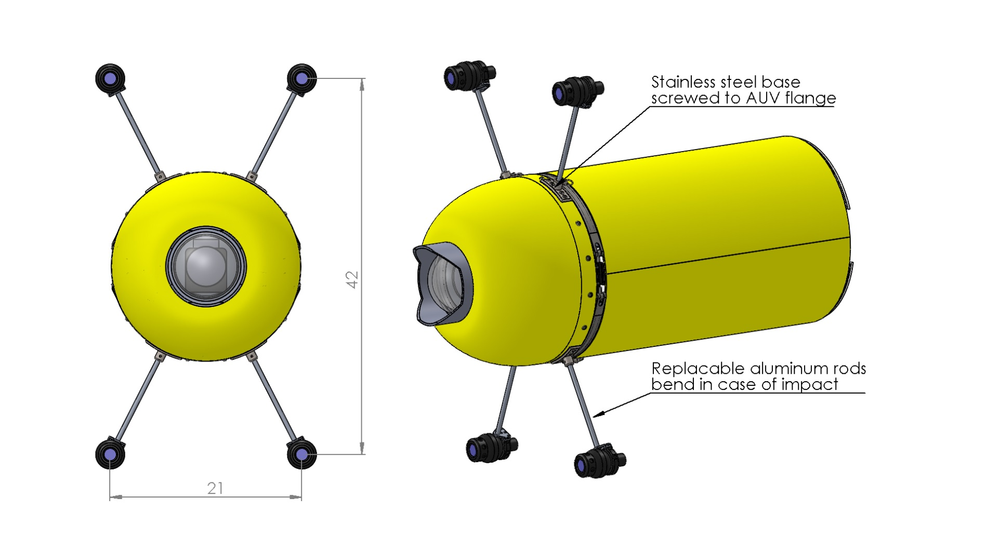 Stainless steel base
screwed to AUV flange
42
Replacable aluminum rods
bend in case of impact
21